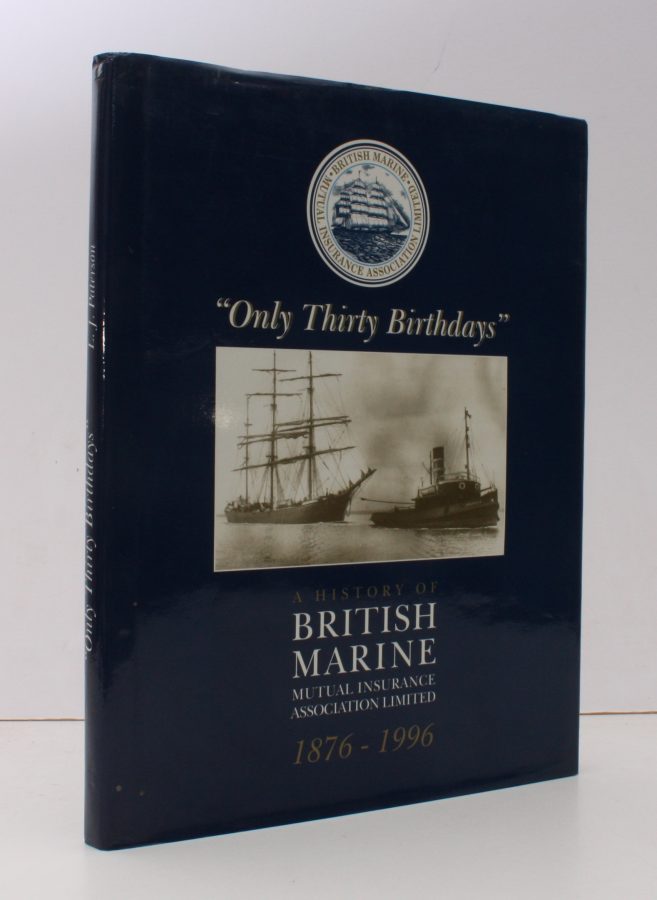 BRITISH MARINE
MUTUAL INSURANCE ASSOCIATION LIMITED
“Only Thirty Birthdays”
A HISTORY OF
BRITISH
MARINE
MUTUAL INSURANCE
ASSOCIATION LIMITED
1876 - 1996
“Only Thirty Birthdays”
L. J. Paterson